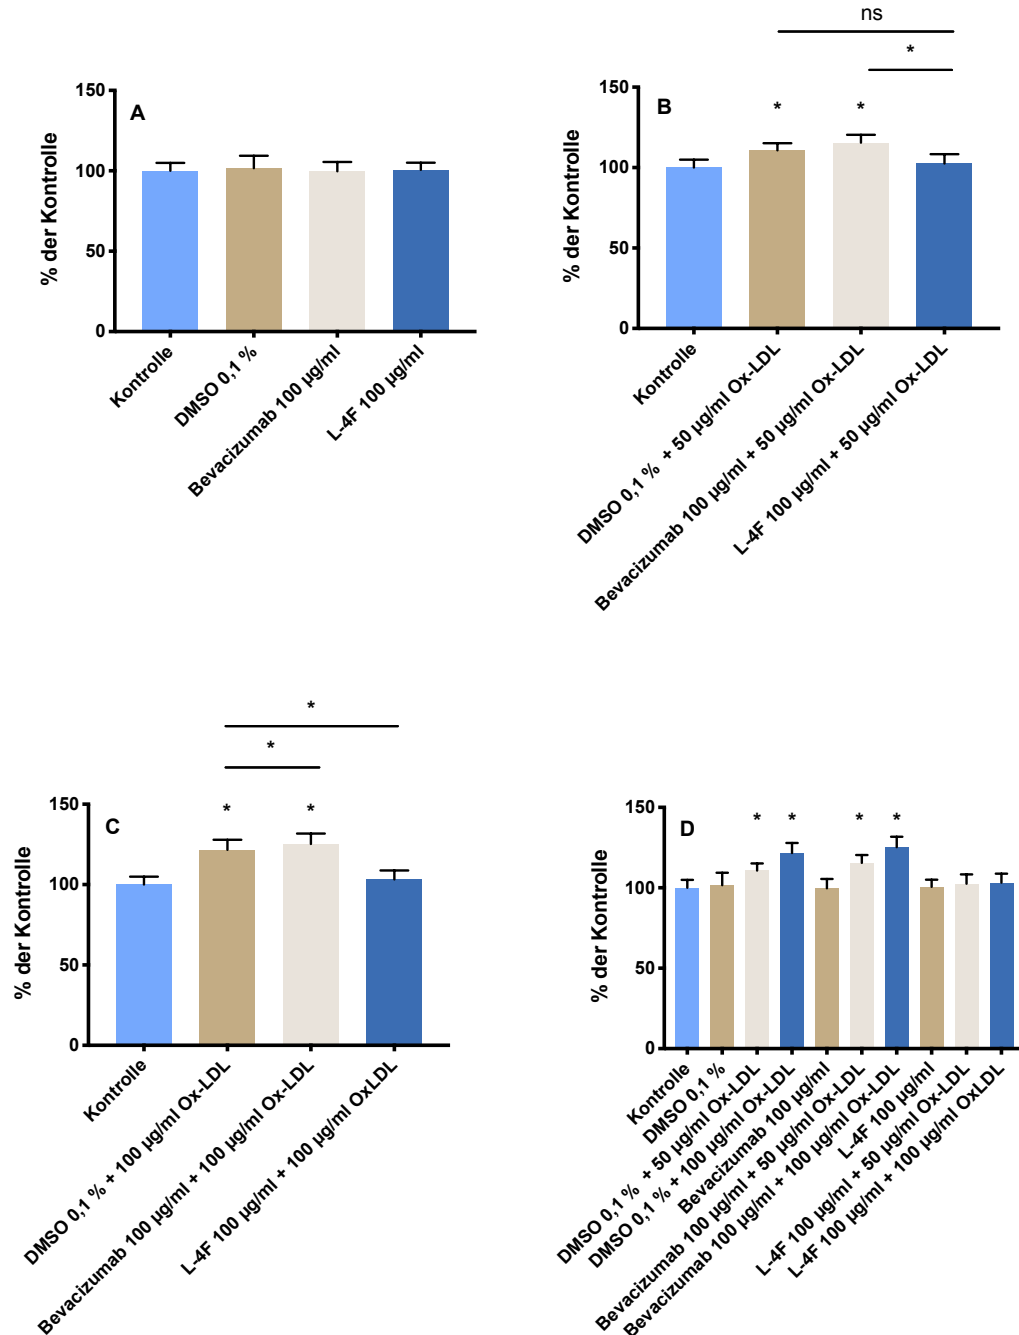 A
% der Kontrolle
150
100
50
0
Kontrolle
DMSO 0,1 %
Bevacizumab 100 µg/ml
L-4F 100 µg/ml
ns
*
B
* *
% der Kontrolle
150
100
50
0
Kontrolle
DMSO 0,1 % + 50 µg/ml Ox-LDL
Bevacizumab 100 µg/ml + 50 µg/ml Ox-LDL
L-4F 100 µg/ml + 50 µg/ml Ox-LDL
*
*
C
* *
% der Kontrolle
150
100
50
0
Kontrolle
DMSO 0,1 % + 100 µg/ml Ox-LDL
Bevacizumab 100 µg/ml + 100 µg/ml Ox-LDL
L-4F 100 µg/ml + 100 µg/ml OxLDL
D
* * * *
% der Kontrolle
150
100
50
0
Kontrolle
DMSO 0,1 %
DMSO 0,1 % + 50 µg/ml Ox-LDL
DMSO 0,1 % + 100 µg/ml Ox-LDL
Bevacizumab 100 µg/ml
Bevacizumab 100 µg/ml + 50 µg/ml Ox-LDL
Bevacizumab 100 µg/ml + 100 µg/ml Ox-LDL
L-4F 100 µg/ml
L-4F 100 µg/ml + 50 µg/ml Ox-LDL
L-4F 100 µg/ml + 100 µg/ml OxLDL